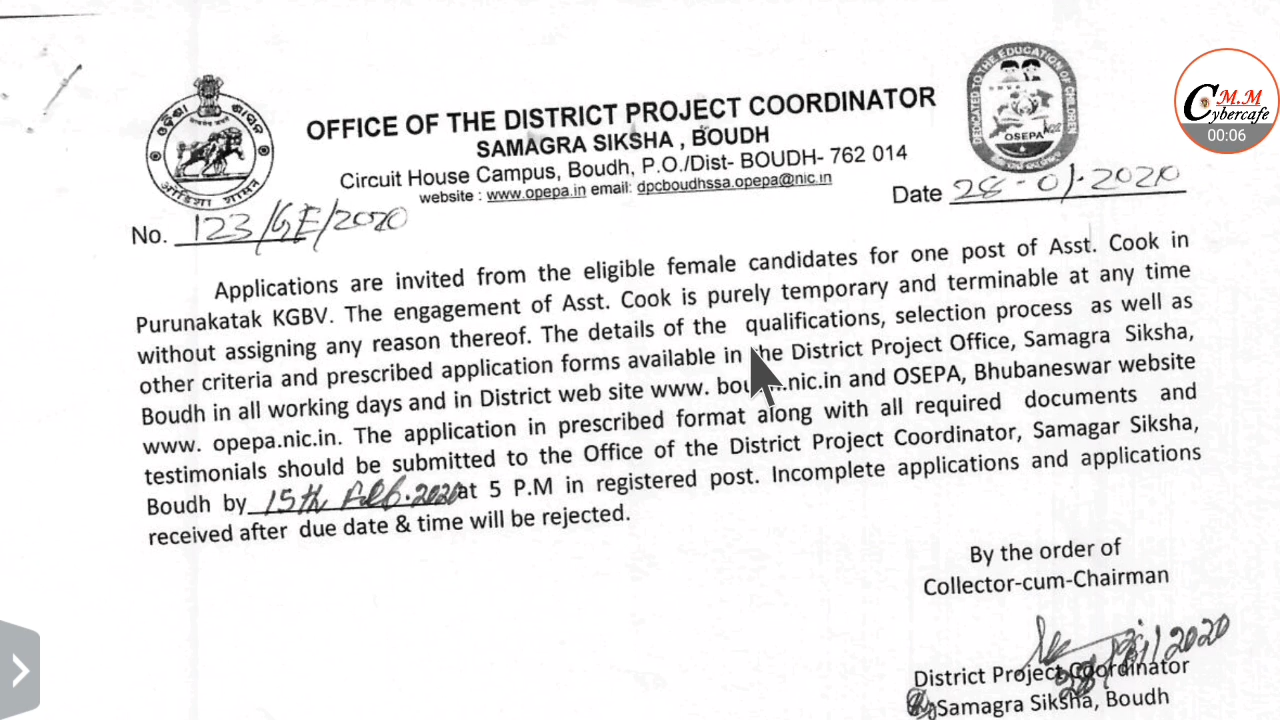 DEDICATED TO THE EDUCATION OF CHILDREN
OSEPA
C M.M
Cybercafe
00:06
OFFICE OF THE DISTRICT PROJECT COORDINATOR
SAMAGRA SIKSHA , BOUDH
Circuit House Campus, Boudh, P.O./Dist- BOUDH- 762 014
website : www.opepa.in email: dpcboudhssa.opepa@nic.in
No. 123/GE/2020
Date 28-01-2020
Applications are invited from the eligible female candidates for one post of Asst. Cook in
Purunakatak KGBV. The engagement of Asst. Cook is purely temporary and terminable at any time
without assigning any reason thereof. The details of the qualifications, selection process as well as
other criteria and prescribed application forms available in the District Project Office, Samagra Siksha,
Boudh in all working days and in District web site www. .nic.in and OSEPA, Bhubaneswar website
www. opepa.nic.in. The application in prescribed format along with all required documents and
testimonials should be submitted to the Office of the District Project Coordinator, Samagar Siksha,
Boudh by 15th Feb.2020 at 5 P.M in registered post. Incomplete applications and applications
received after due date & time will be rejected.
By the order of
Collector-cum-Chairman
District Project Coordinator
Samagra Siksha, Boudh